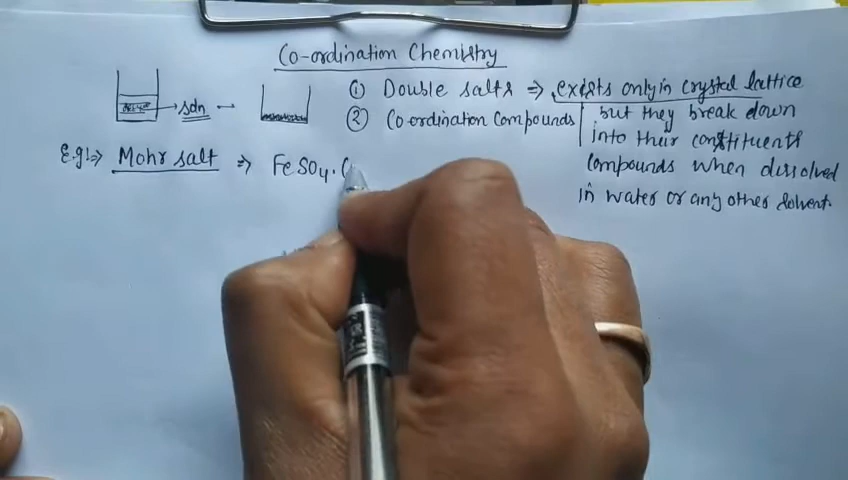 Co-ordination Chemistry
① Double salts ⇒ exists only in crystal lattice
② Co ordination Compounds
but they break down
into their constituents
compounds when dissolved
in water or any other solvent.
soln →
E.g:⇒ Mohr salt ⇒ FeSO₄.(